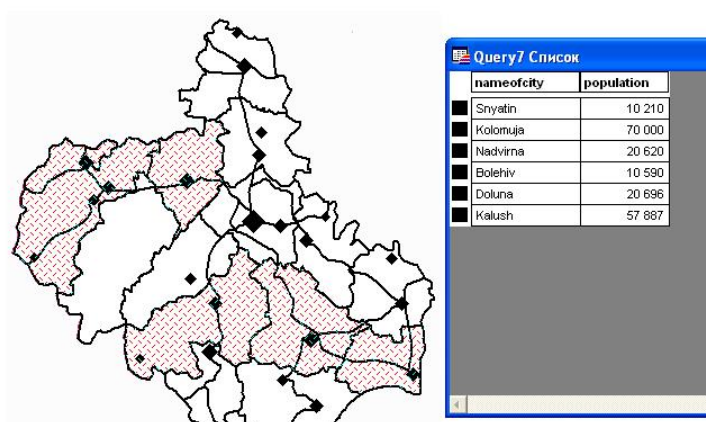 Query7 Список
nameofcity population
Snyatin 10 210
Kolomuja 70 000
Nadvirna 20 620
Bolehiv 10 590
Doluna 20 696
Kalush 57 887